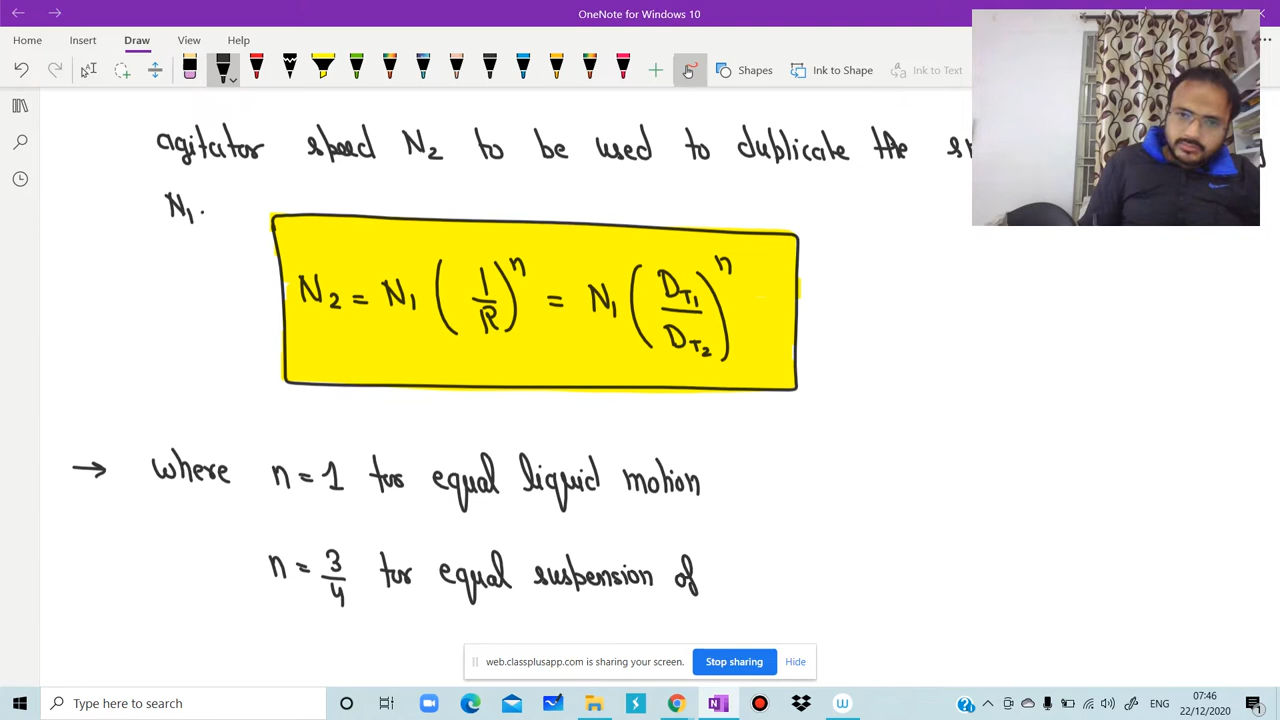 OneNote for Windows 10
Home Insert Draw View Help
Shapes Ink to Shape Ink to Text
agitator speed N2 to be used to duplicate the
N1.
N2 = N1 (1/R)^n = N1 (DT1/DT2)^n
→ where n = 1 for equal liquid motion
n = 3/4 for equal suspension of
web.classplusapp.com is sharing your screen. Stop sharing Hide
Type here to search
ENG
07:46
22/12/2020